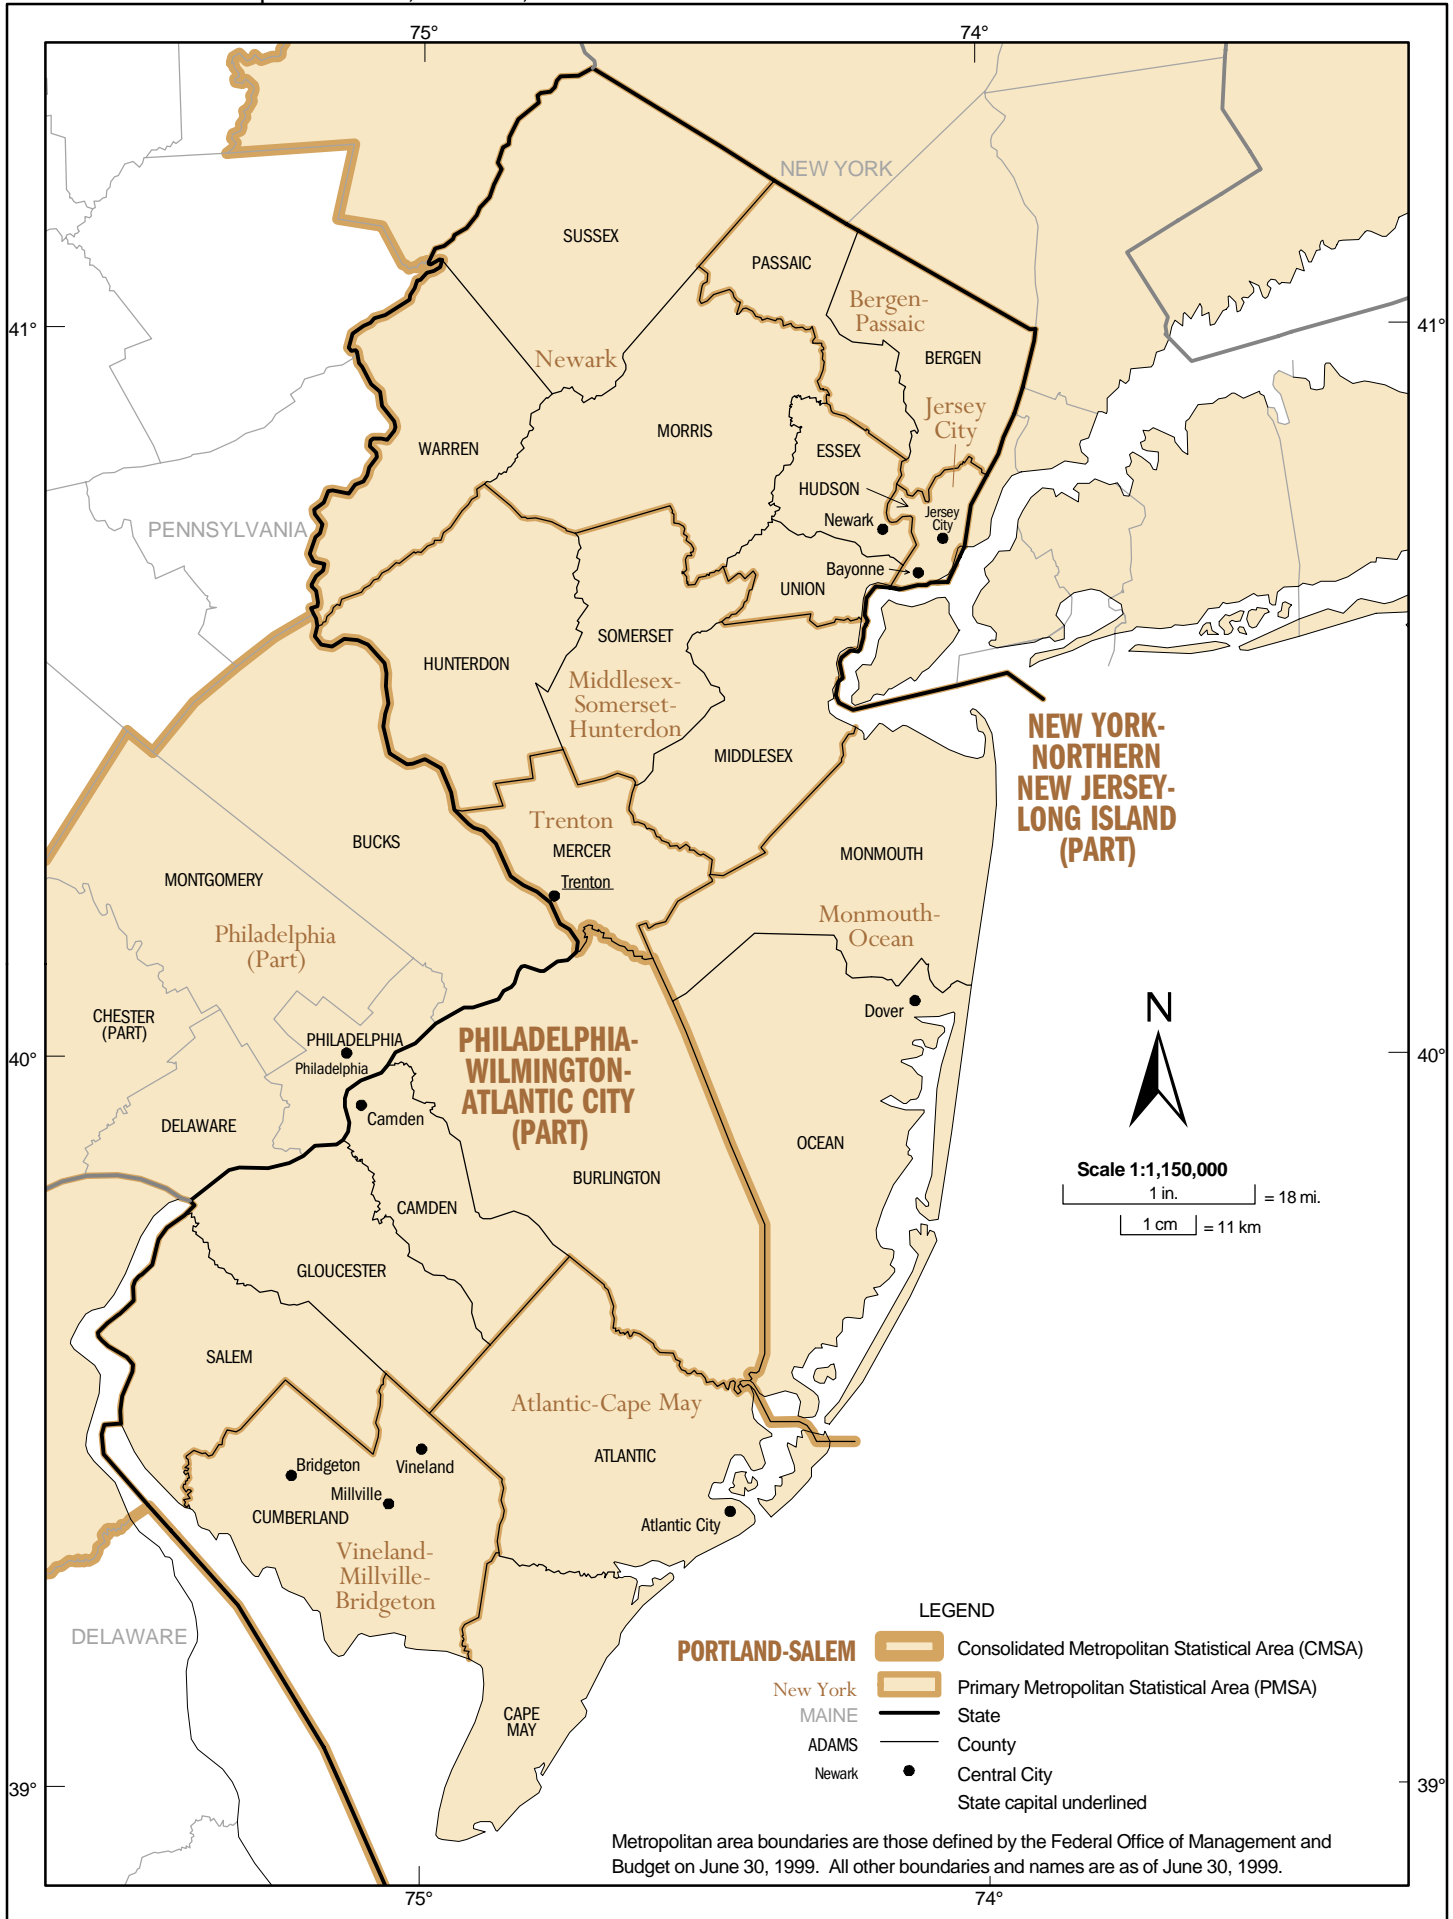 75°
74°
NEW YORK
SUSSEX
PASSAIC
Bergen-
Passaic
41°
41°
Newark
BERGEN
Jersey
City
MORRIS
WARREN
ESSEX
HUDSON
Jersey
City
Newark
PENNSYLVANIA
Bayonne
UNION
SOMERSET
HUNTERDON
Middlesex-
Somerset-
Hunterdon
MIDDLESEX
NEW YORK-
NORTHERN
NEW JERSEY-
LONG ISLAND
(PART)
Trenton
MERCER
Trenton
BUCKS
MONTGOMERY
MONMOUTH
Monmouth-
Ocean
Philadelphia
(Part)
Dover
N
CHESTER
(PART)
PHILADELPHIA
Philadelphia
40°
40°
PHILADELPHIA-
WILMINGTON-
ATLANTIC CITY
(PART)
Camden
DELAWARE
OCEAN
Scale 1:1,150,000
1 in.
= 18 mi.
1 cm
= 11 km
BURLINGTON
CAMDEN
GLOUCESTER
SALEM
Atlantic-Cape May
ATLANTIC
Bridgeton
Vineland
Millville
CUMBERLAND
Atlantic City
Vineland-
Millville-
Bridgeton
DELAWARE
CAPE
MAY
LEGEND
PORTLAND-SALEM
Consolidated Metropolitan Statistical Area (CMSA)
New York
Primary Metropolitan Statistical Area (PMSA)
MAINE
State
ADAMS
County
Newark
Central City
State capital underlined
39°
39°
Metropolitan area boundaries are those defined by the Federal Office of Management and
Budget on June 30, 1999.  All other boundaries and names are as of June 30, 1999.
75°
74°